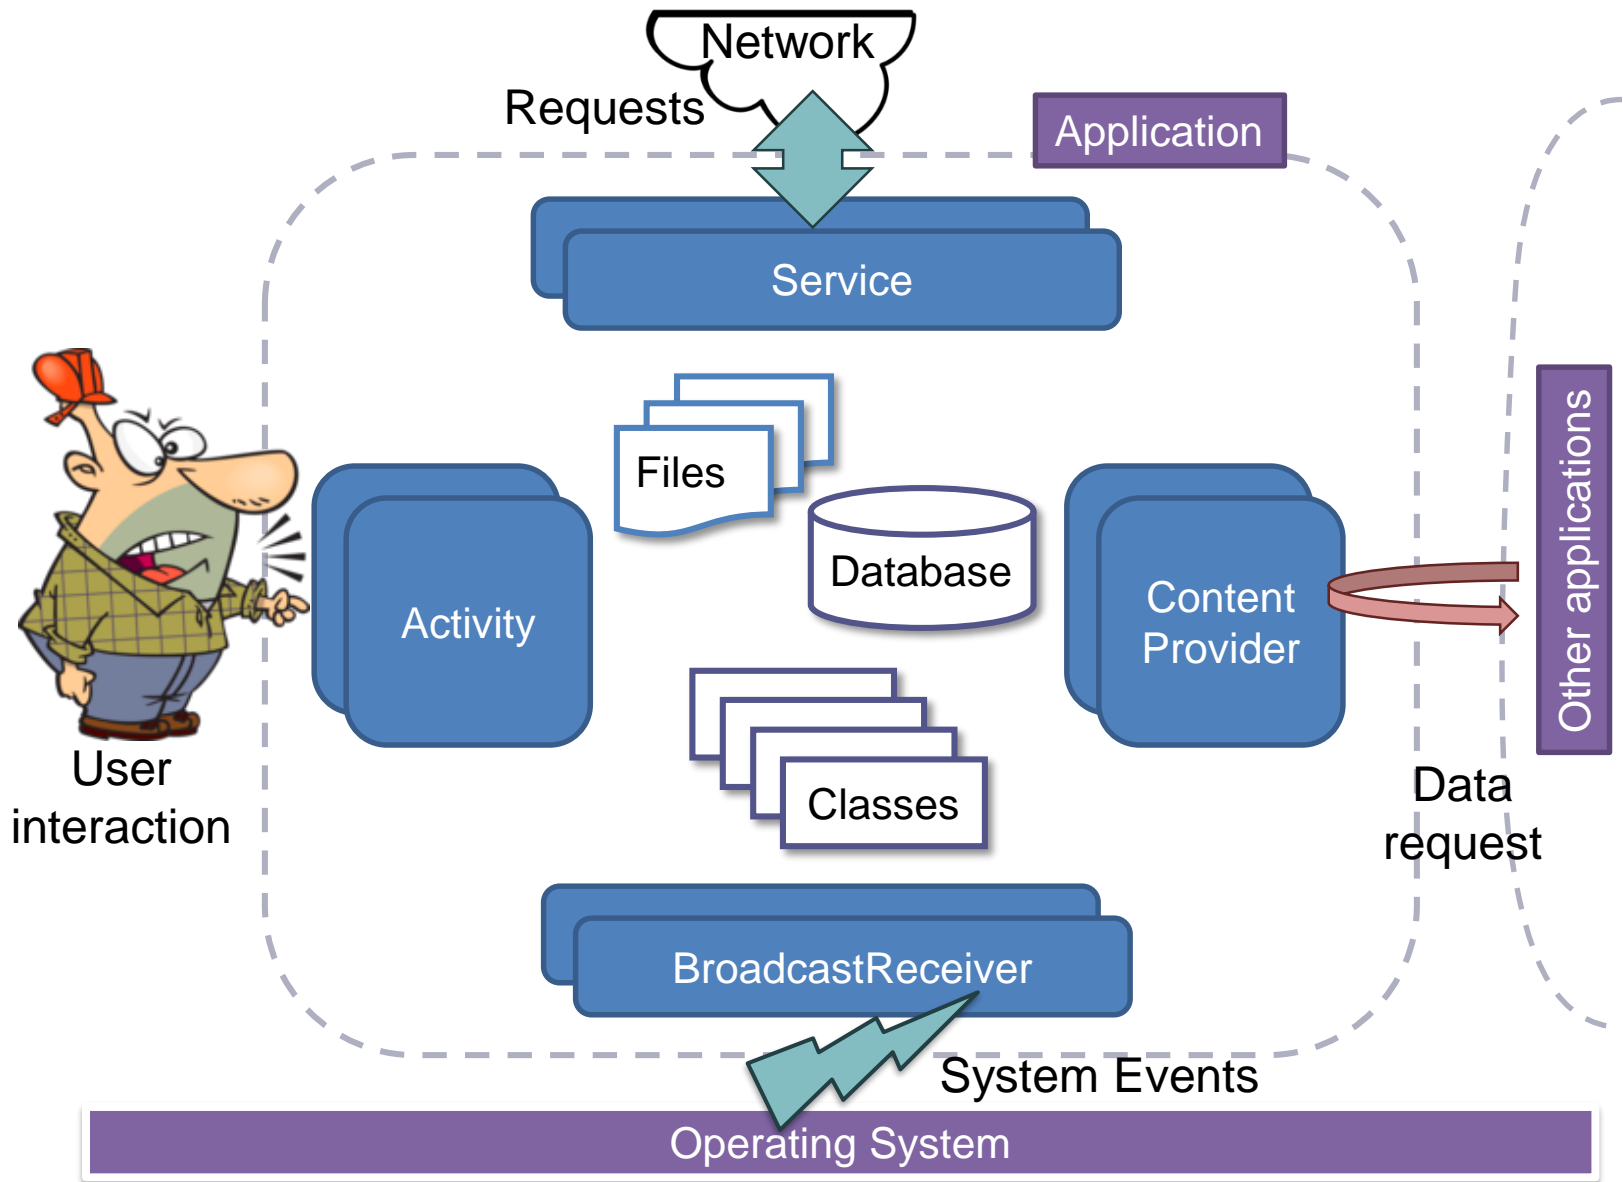 Network
Requests
Application
Service
Files
Database
Activity
Content
Provider
Other applications
User
interaction
Classes
Data
request
BroadcastReceiver
System Events
Operating System